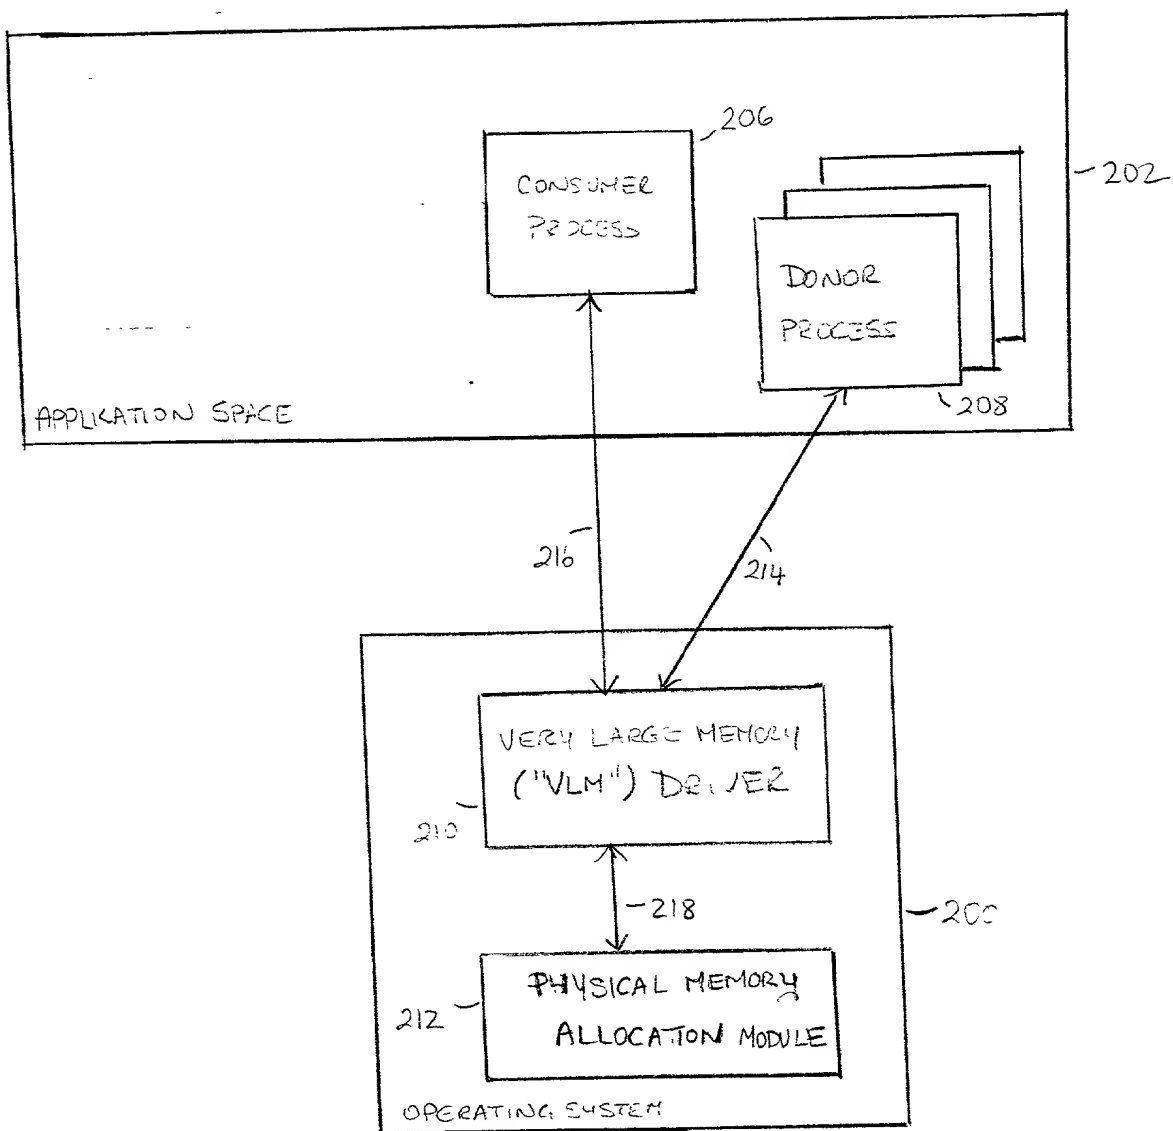 206
CONSUMER
PROCESS
202
DONOR
PROCESS
208
APPLICATION SPACE
216
214
VERY LARGE MEMORY
("VLM") DRIVER
210
218
200
PHYSICAL MEMORY
ALLOCATION MODULE
212
OPERATING SYSTEM